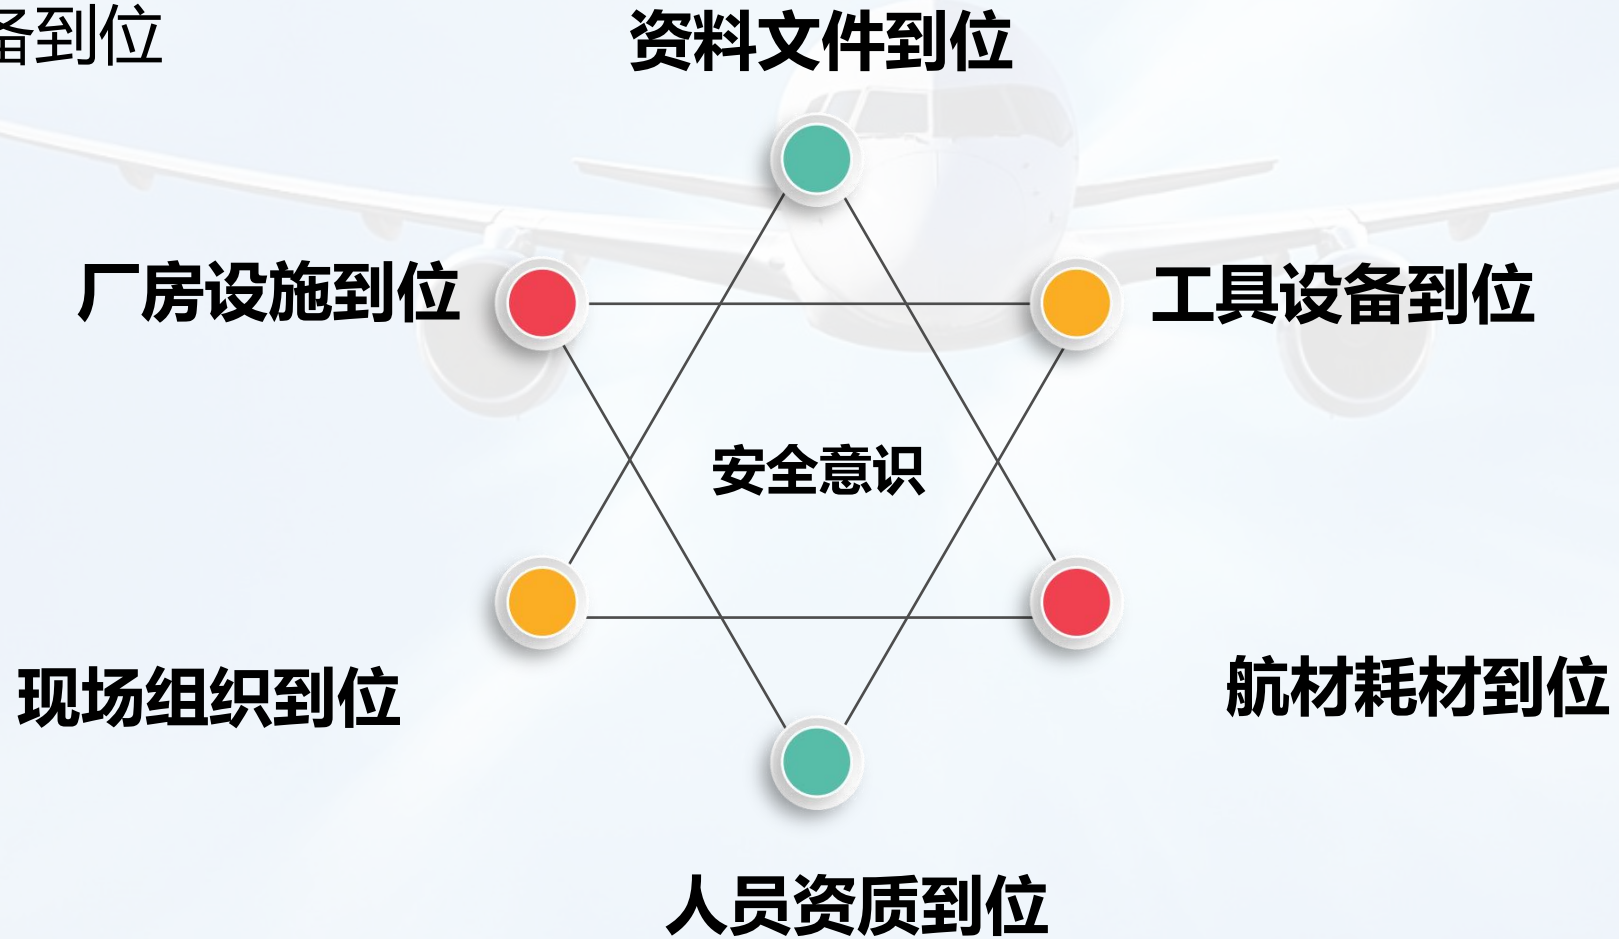 备到位
资料文件到位
厂房设施到位
工具设备到位
安全意识
现场组织到位
航材耗材到位
人员资质到位